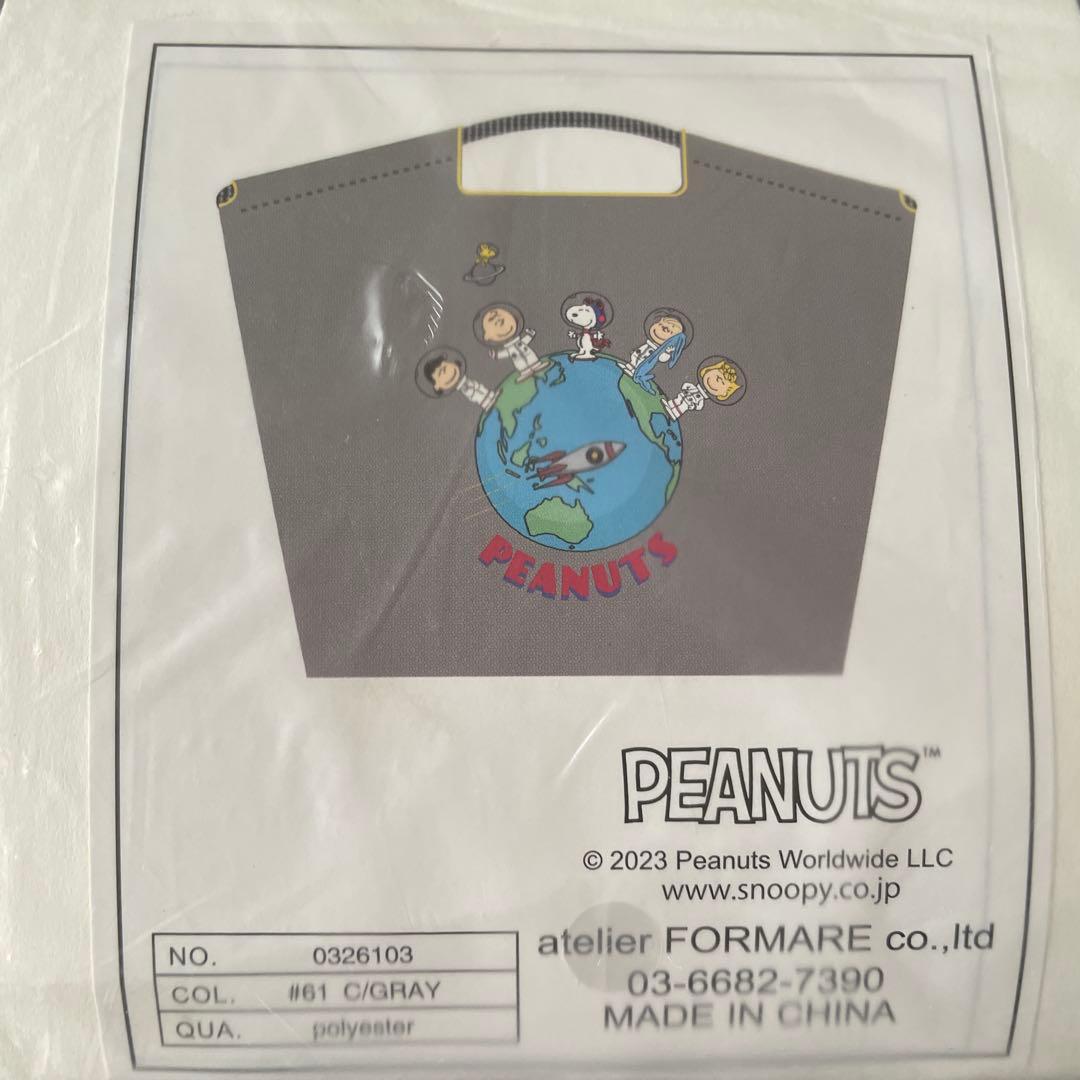 PEANUTS
PEANUTS™
© 2023 Peanuts Worldwide LLC
www.snoopy.co.jp
atelier FORMARE co.,ltd
03-6682-7390
MADE IN CHINA
NO. 0326103
COL. #61 C/GRAY
QUA. polyester